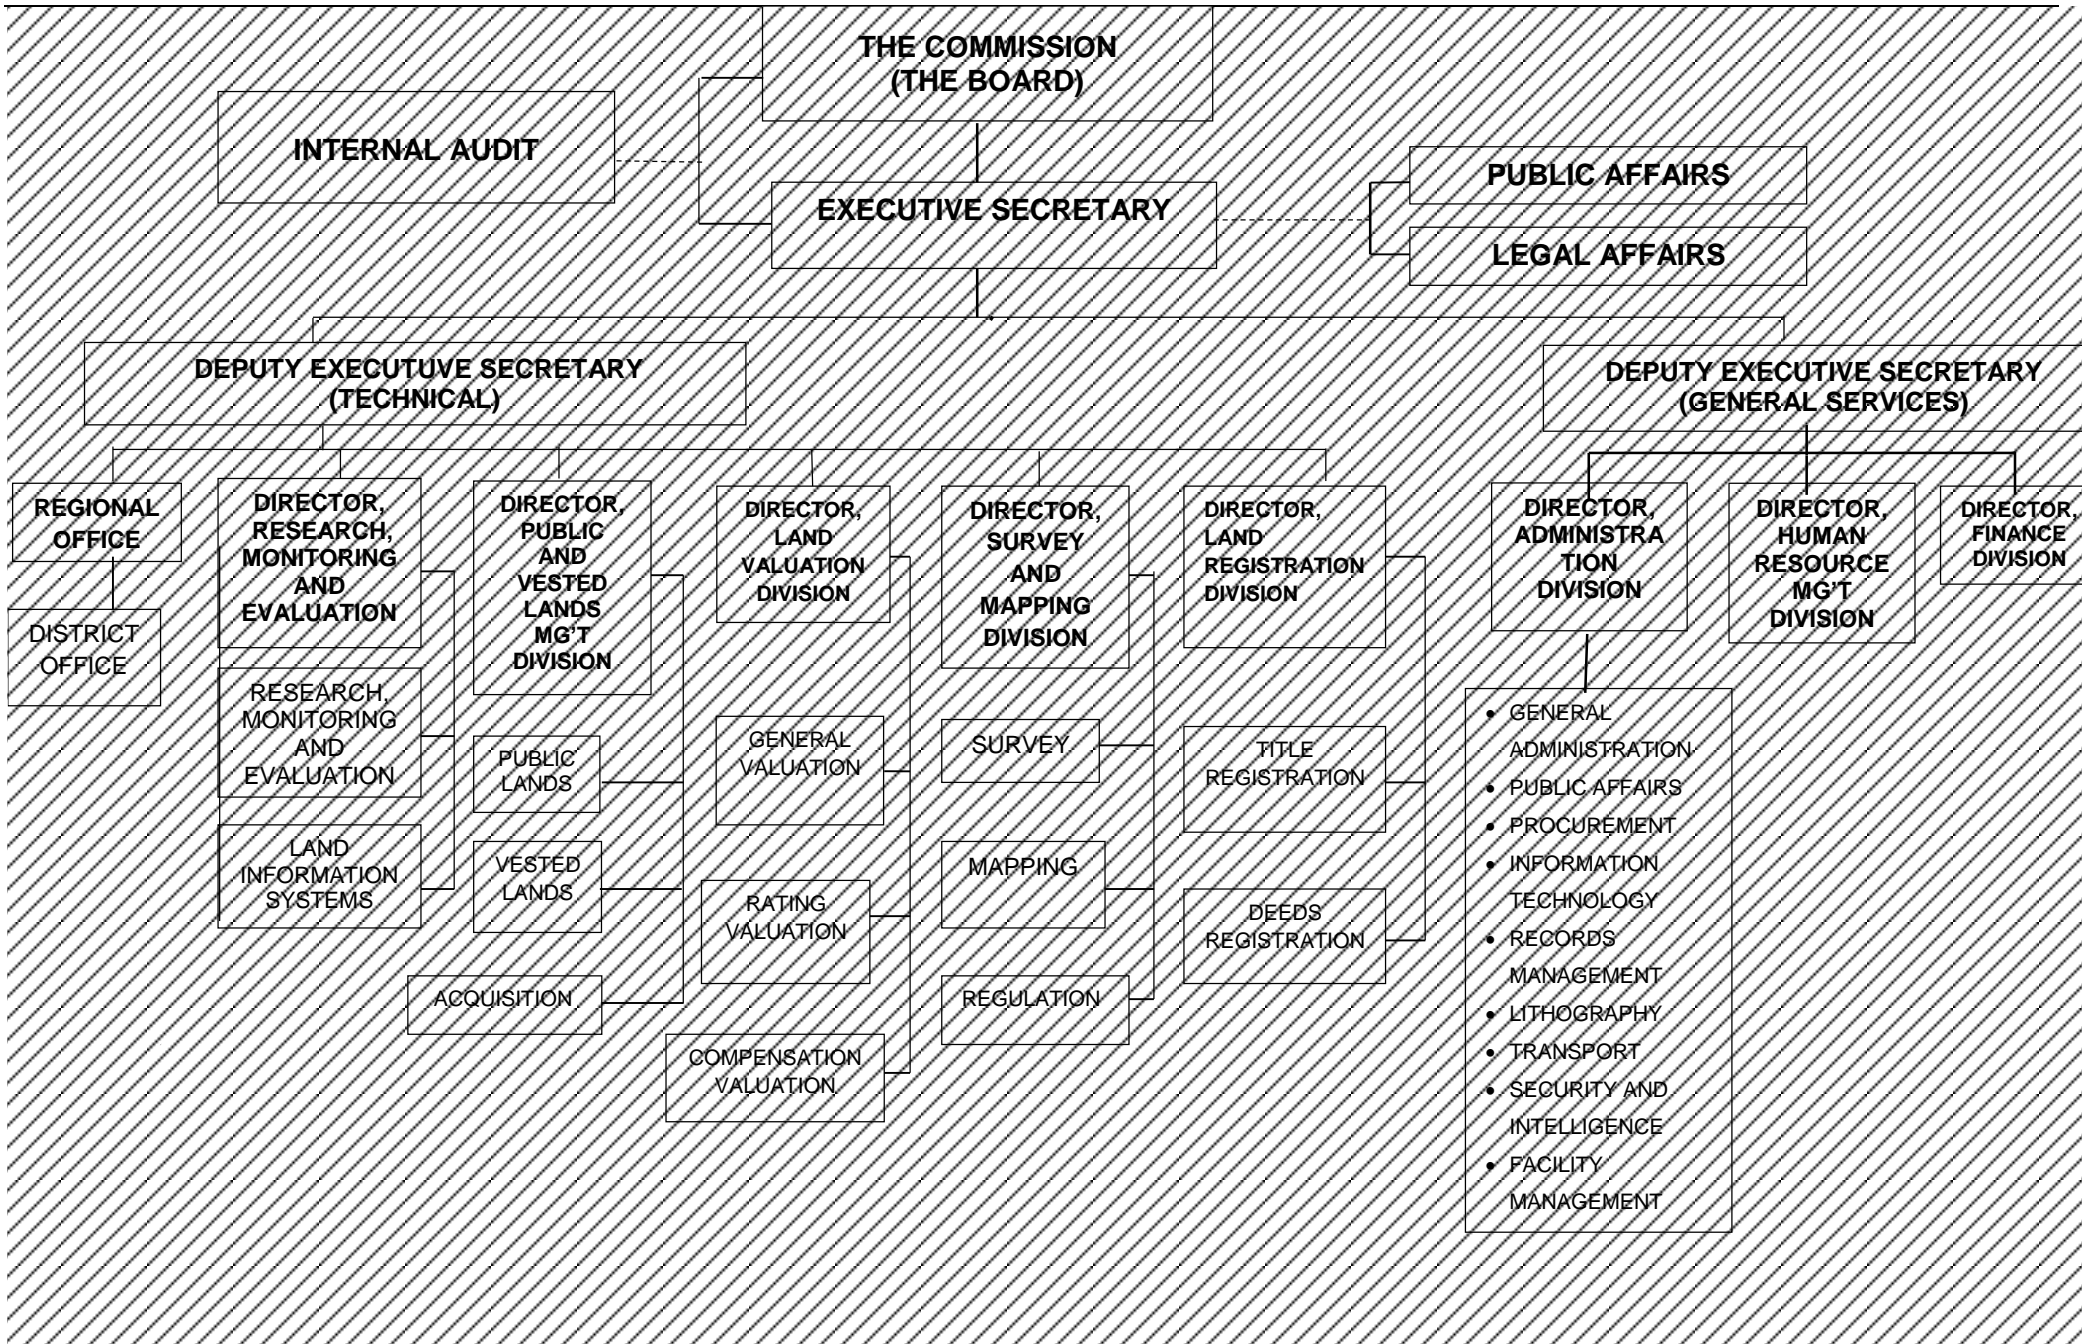 THE COMMISSION
(THE BOARD)
INTERNAL AUDIT
EXECUTIVE SECRETARY
PUBLIC AFFAIRS
LEGAL AFFAIRS
DEPUTY EXECUTUVE SECRETARY
(TECHNICAL)
DEPUTY EXECUTIVE SECRETARY
(GENERAL SERVICES)
REGIONAL
OFFICE
DISTRICT
OFFICE
DIRECTOR,
RESEARCH,
MONITORING
AND
EVALUATION
RESEARCH,
MONITORING
AND
EVALUATION
LAND
INFORMATION
SYSTEMS
DIRECTOR,
PUBLIC
AND
VESTED
LANDS
MG’T
DIVISION
PUBLIC
LANDS
VESTED
LANDS
ACQUISITION
DIRECTOR,
LAND
VALUATION
DIVISION
GENERAL
VALUATION
RATING
VALUATION
COMPENSATION
VALUATION
DIRECTOR,
SURVEY
AND
MAPPING
DIVISION
SURVEY
MAPPING
REGULATION
DIRECTOR,
LAND
REGISTRATION
DIVISION
TITLE
REGISTRATION
DEEDS
REGISTRATION
DIRECTOR,
ADMINISTRA
TION
DIVISION
• GENERAL
ADMINISTRATION
• PUBLIC AFFAIRS
• PROCUREMENT
• INFORMATION
TECHNOLOGY
• RECORDS
MANAGEMENT
• LITHOGRAPHY
• TRANSPORT
• SECURITY AND
INTELLIGENCE
• FACILITY
MANAGEMENT
DIRECTOR,
HUMAN
RESOURCE
MG’T
DIVISION
DIRECTOR,
FINANCE
DIVISION